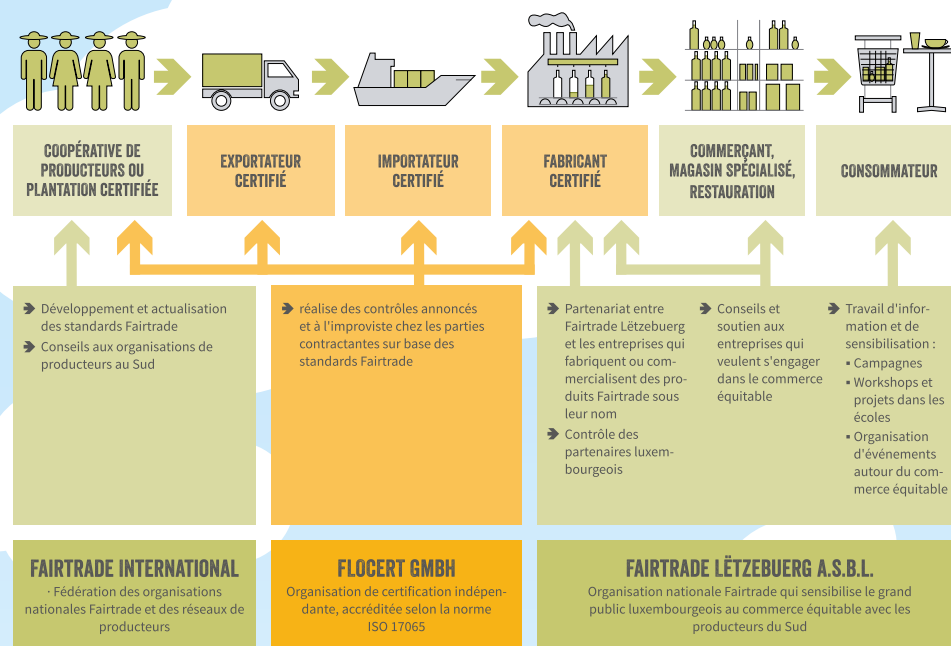 COOPÉRATIVE DE
PRODUCTEURS OU
PLANTATION CERTIFIÉE
EXPORTATEUR
CERTIFIÉ
IMPORTATEUR
CERTIFIÉ
FABRICANT
CERTIFIÉ
COMMERÇANT,
MAGASIN SPÉCIALISÉ,
RESTAURATION
CONSOMMATEUR
Développement et actualisation
des standards Fairtrade
Conseils aux organisations de
producteurs au Sud
réalise des contrôles annoncés
et à l'improviste chez les parties
contractantes sur base des
standards Fairtrade
Partenariat entre
Fairtrade Lëtzebuerg
et les entreprises qui
fabriquent ou com-
mercialisent des pro-
duits Fairtrade sous
leur nom
Contrôle des
partenaires luxem-
bourgeois
Conseils et
soutien aux
entreprises qui
veulent s'engager
dans le commerce
équitable
Travail d'infor-
mation et de
sensibilisation :
▪ Campagnes
▪ Workshops et
projets dans les
écoles
▪ Organisation
d'événements
autour du com-
merce équitable
FAIRTRADE INTERNATIONAL
· Fédération des organisations
nationales Fairtrade et des réseaux de
producteurs
FLOCERT GMBH
Organisation de certification indépen-
dante, accréditée selon la norme
ISO 17065
FAIRTRADE LËTZEBUERG A.S.B.L.
Organisation nationale Fairtrade qui sensibilise le grand
public luxembourgeois au commerce équitable avec les
producteurs du Sud